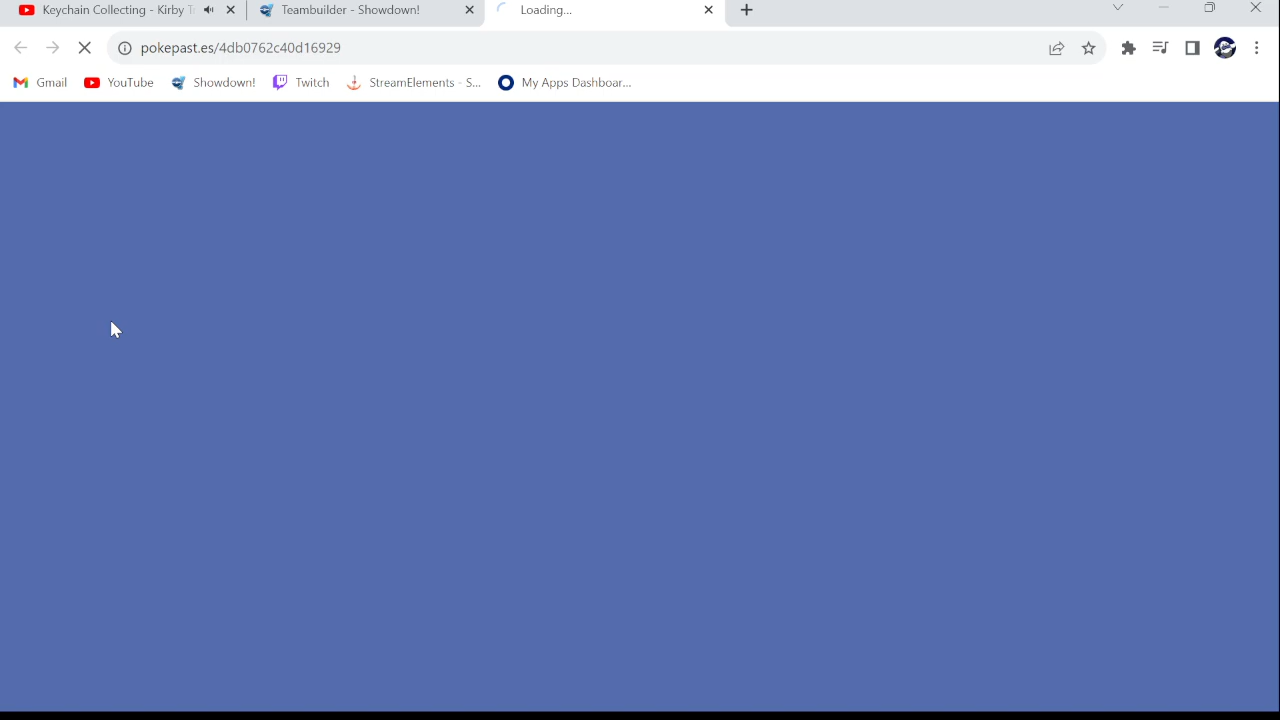 Keychain Collecting - Kirby T
Teambuilder - Showdown!
Loading...
pokepast.es/4db0762c40d16929
Gmail
YouTube
Showdown!
Twitch
StreamElements - S...
My Apps Dashboar...